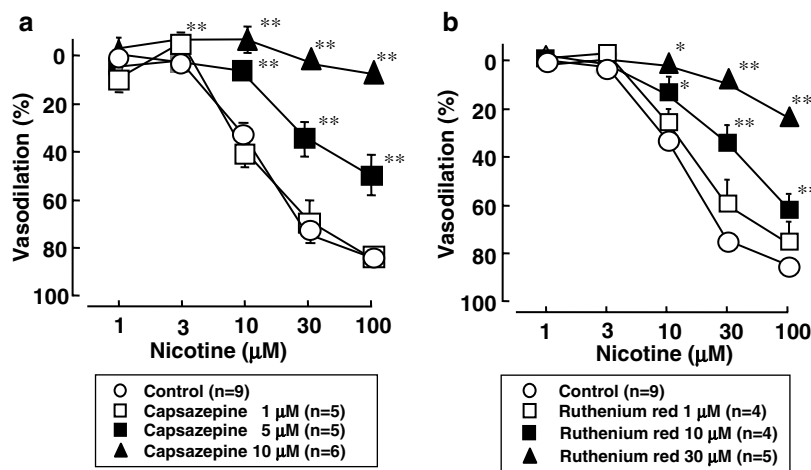 a
Vasodilation (%)
0
20
40
60
80
100
** ** ** **
** ** **
1 3 10 30 100
Nicotine (μM)
Control (n=9)
Capsazepine 1 μM (n=5)
Capsazepine 5 μM (n=5)
Capsazepine 10 μM (n=6)
b
Vasodilation (%)
0
20
40
60
80
100
* ** **
* ** **
1 3 10 30 100
Nicotine (μM)
Control (n=9)
Ruthenium red 1 μM (n=4)
Ruthenium red 10 μM (n=4)
Ruthenium red 30 μM (n=5)